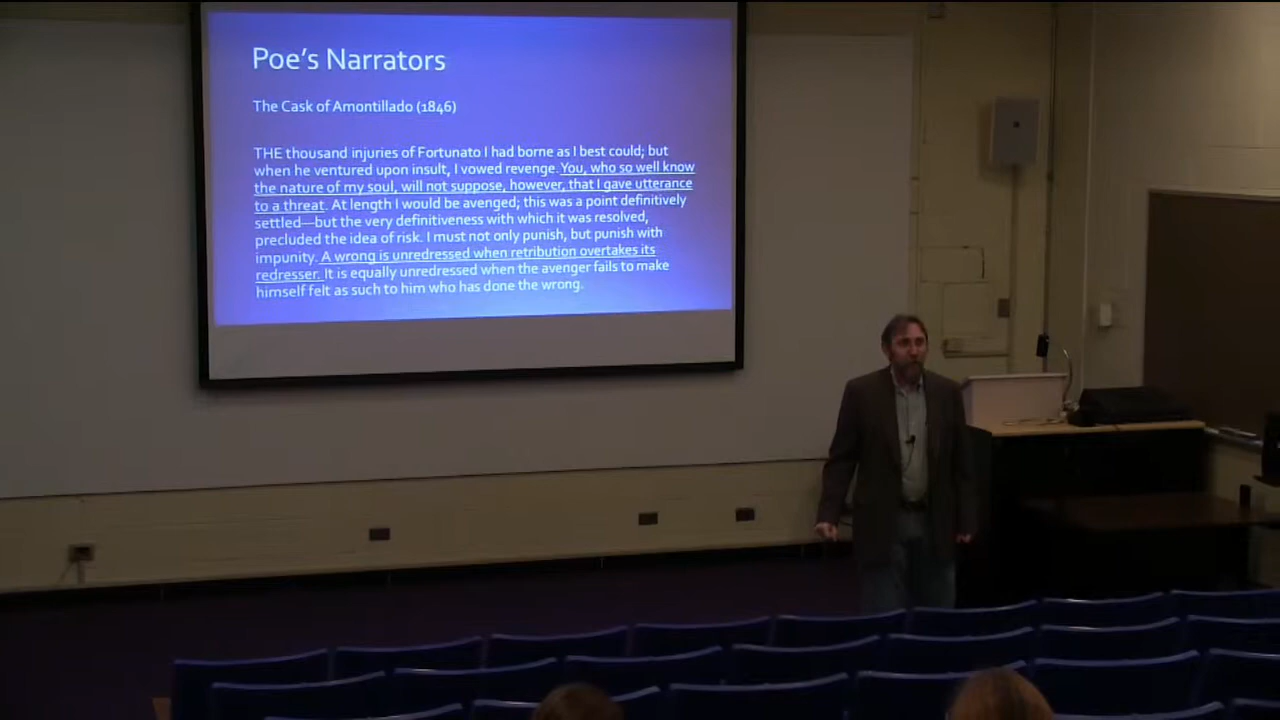 Poe's Narrators
The Cask of Amontillado (1846)
THE thousand injuries of Fortunato I had borne as I best could; but
when he ventured upon insult, I vowed revenge. You, who so well know
the nature of my soul, will not suppose, however, that I gave utterance
to a threat. At length I would be avenged; this was a point definitively
settled—but the very definitiveness with which it was resolved,
precluded the idea of risk. I must not only punish, but punish with
impunity. A wrong is unredressed when retribution overtakes its
redresser. It is equally unredressed when the avenger fails to make
himself felt as such to him who has done the wrong.